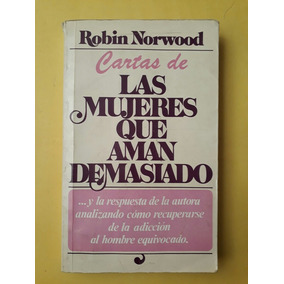 Robin Norwood
Cartas de
LAS
MUJERES
QUE
AMAN
DEMASIADO
...y la respuesta de la autora
analizando cómo recuperarse
de la adicción
al hombre equivocado.